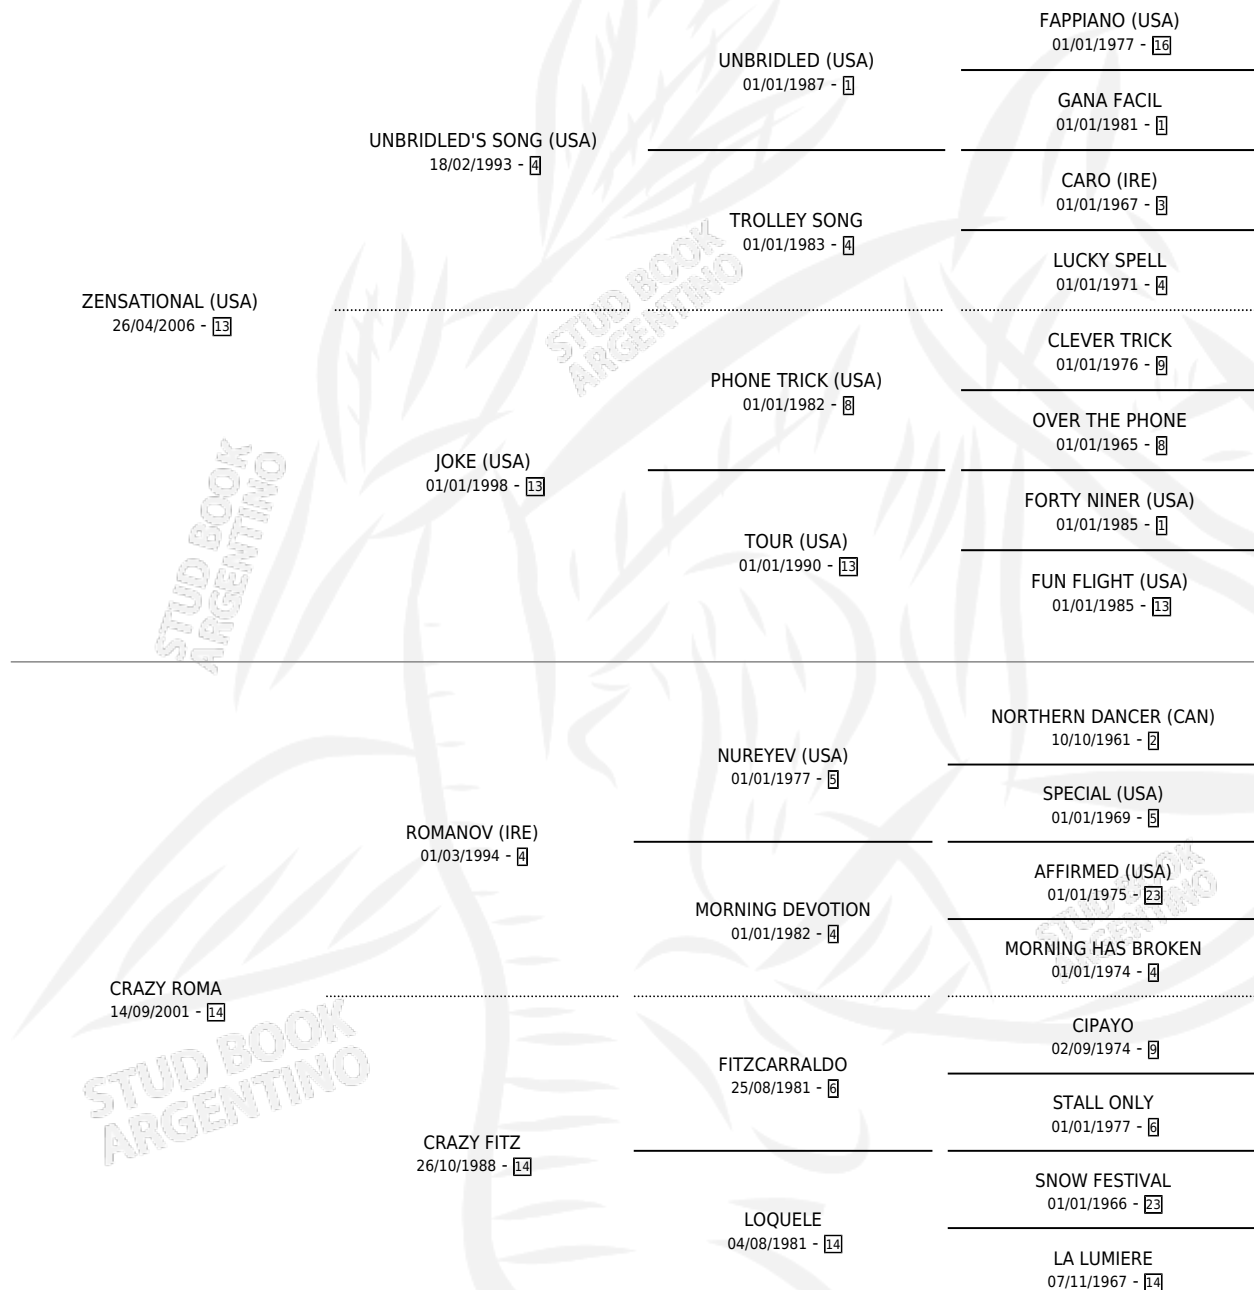 FAPPIANO (USA)
01/01/1977 - 16
UNBRIDLED (USA)
01/01/1987 - 1
GANA FACIL
01/01/1981 - 1
UNBRIDLED'S SONG (USA)
18/02/1993 - 4
CARO (IRE)
01/01/1967 - 3
TROLLEY SONG
01/01/1983 - 4
LUCKY SPELL
01/01/1971 - 4
ZENSATIONAL (USA)
26/04/2006 - 13
CLEVER TRICK
01/01/1976 - 9
PHONE TRICK (USA)
01/01/1982 - 8
OVER THE PHONE
01/01/1965 - 8
JOKE (USA)
01/01/1998 - 13
FORTY NINER (USA)
01/01/1985 - 1
TOUR (USA)
01/01/1990 - 13
FUN FLIGHT (USA)
01/01/1985 - 13
NORTHERN DANCER (CAN)
10/10/1961 - 2
NUREYEV (USA)
01/01/1977 - 5
SPECIAL (USA)
01/01/1969 - 5
ROMANOV (IRE)
01/03/1994 - 4
AFFIRMED (USA)
01/01/1975 - 23
MORNING DEVOTION
01/01/1982 - 4
MORNING HAS BROKEN
01/01/1974 - 4
CRAZY ROMA
14/09/2001 - 14
CIPAYO
02/09/1974 - 9
FITZCARRALDO
25/08/1981 - 6
STALL ONLY
01/01/1977 - 6
CRAZY FITZ
26/10/1988 - 14
SNOW FESTIVAL
01/01/1966 - 23
LOQUELE
04/08/1981 - 14
LA LUMIERE
07/11/1967 - 14
STUD BOOK
ARGENTINO
STUD BOOK
ARGENTINO
STUD BOOK
ARGENTINO
STUD BOOK
ARGENTINO